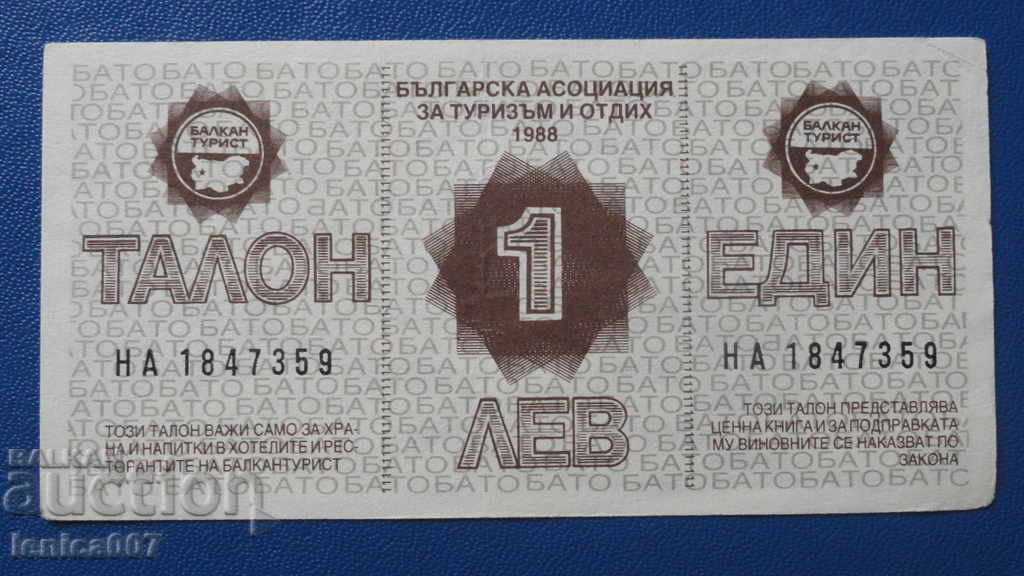 БЪЛГАРСКА АСОЦИАЦИЯ
ЗА ТУРИЗЪМ И ОТДИХ
1988
БАЛКАН
ТУРИСТ
БАЛКАН
ТУРИСТ
ТАЛОН
1
ЕДИН
НА 1847359
НА 1847359
ЛЕВ
ТОЗИ ТАЛОН ВАЖИ САМО ЗА ХРА-
НА И НАПИТКИ В ХОТЕЛИТЕ И РЕС-
ТОРАНТИТЕ НА БАЛКАНТУРИСТ
ТОЗИ ТАЛОН ПРЕДСТАВЛЯВА
ЦЕННА КНИГА И ЗА ПОДПРАВКАТА
МУ ВИНОВНИТЕ СЕ НАКАЗВАТ ПО
ЗАКОНА
BALKAN
auction
lenica007